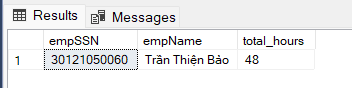 Results Messages
empSSN empName total_hours
1 30121050060 Trần Thiện Bảo 48